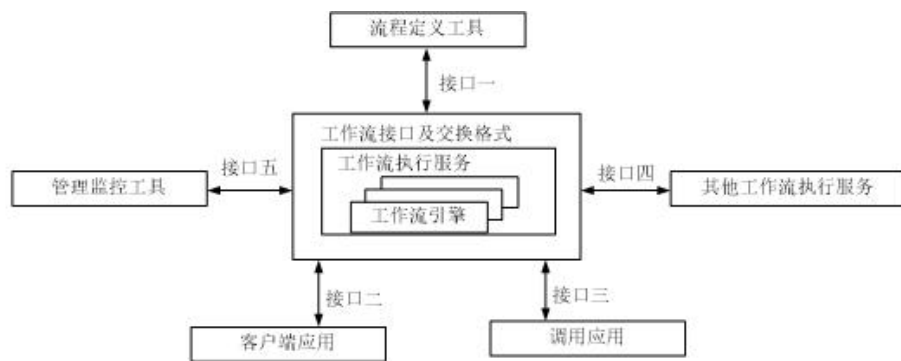 流程定义工具
接口一
工作流接口及交换格式
工作流执行服务
工作流引擎
接口五
管理监控工具
接口四
其他工作流执行服务
接口二
接口三
客户端应用
调用应用